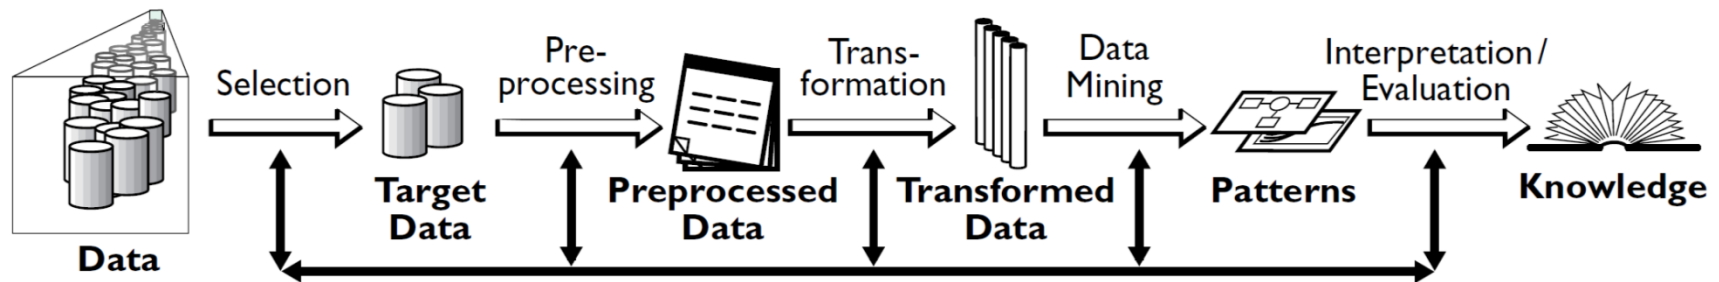 Data
Selection
Target
Data
Pre-
processing
Preprocessed
Data
Trans-
formation
Transformed
Data
Data
Mining
Patterns
Interpretation/
Evaluation
Knowledge